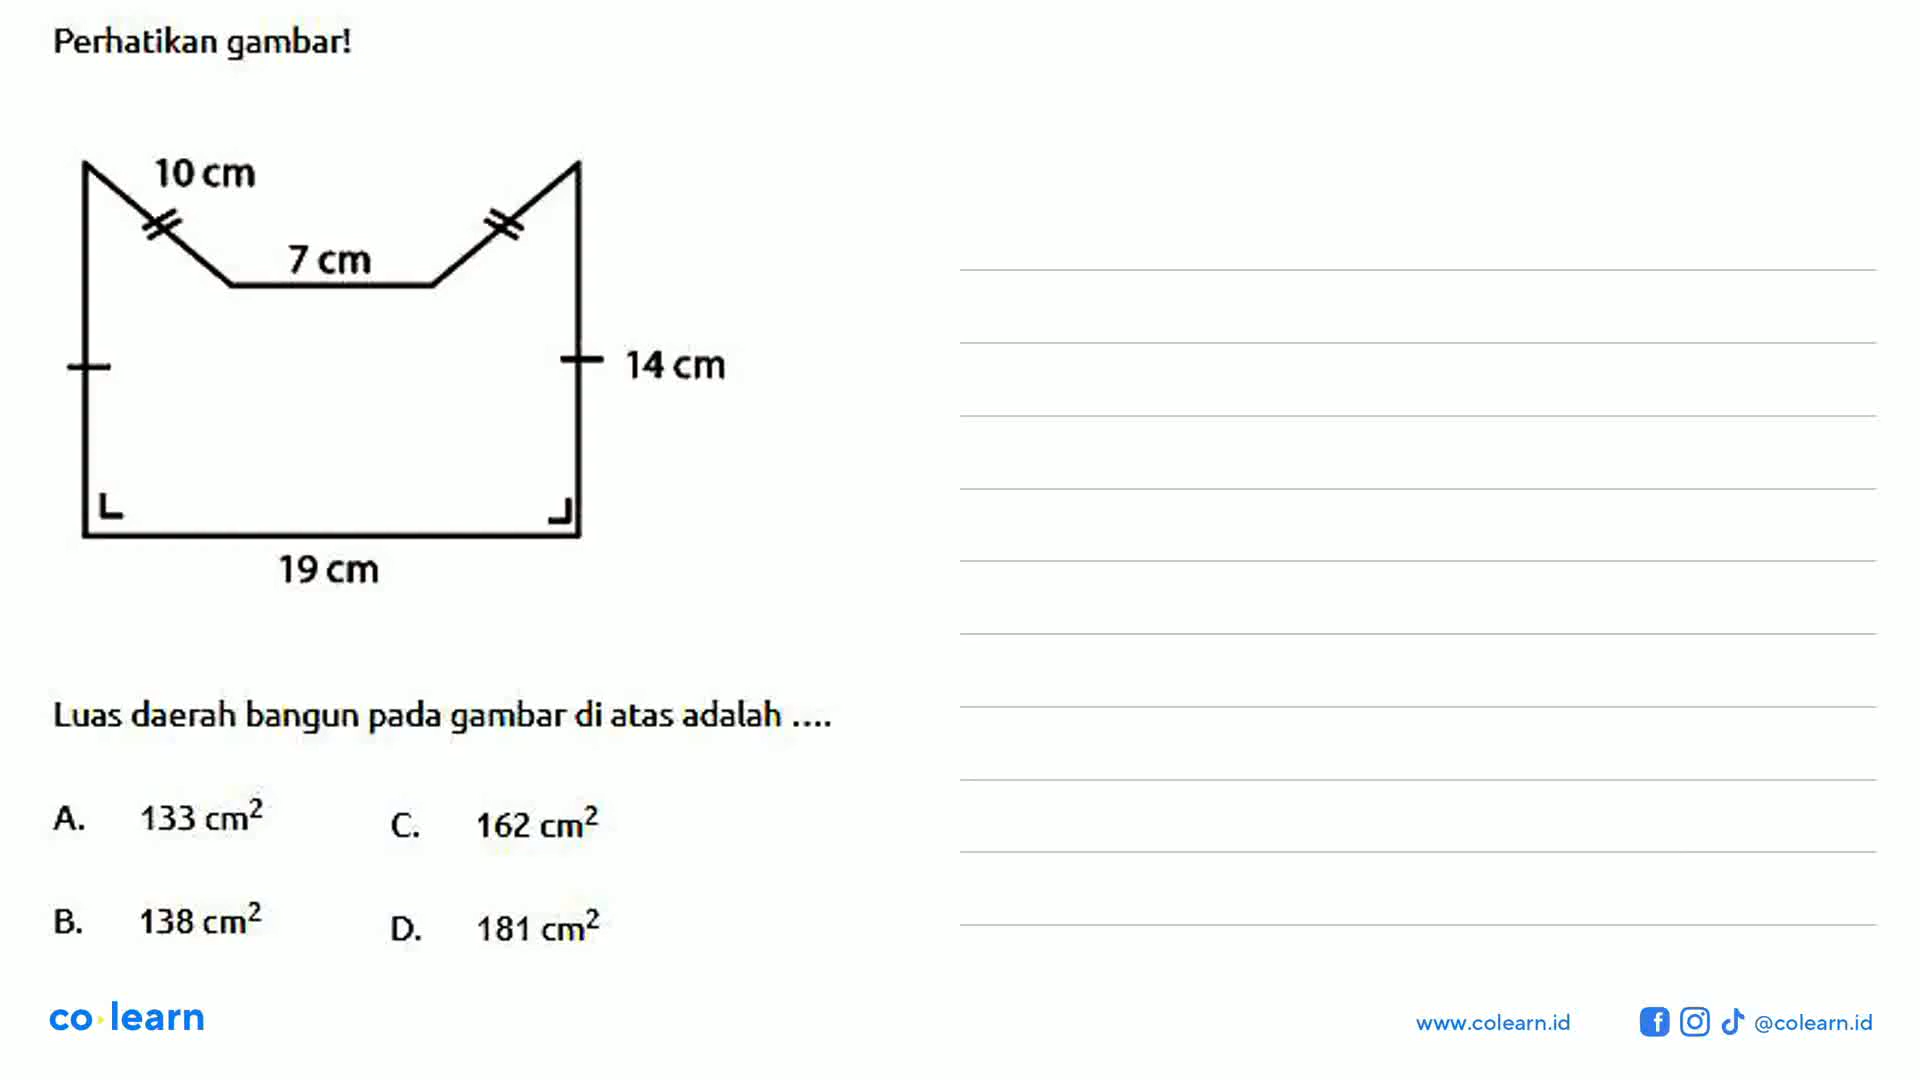 Perhatikan gambar!
10 cm
7 cm
14 cm
19 cm
Luas daerah bangun pada gambar di atas adalah ....
A. 133 cm²
C. 162 cm²
B. 138 cm²
D. 181 cm²
co learn
www.colearn.id
@colearn.id